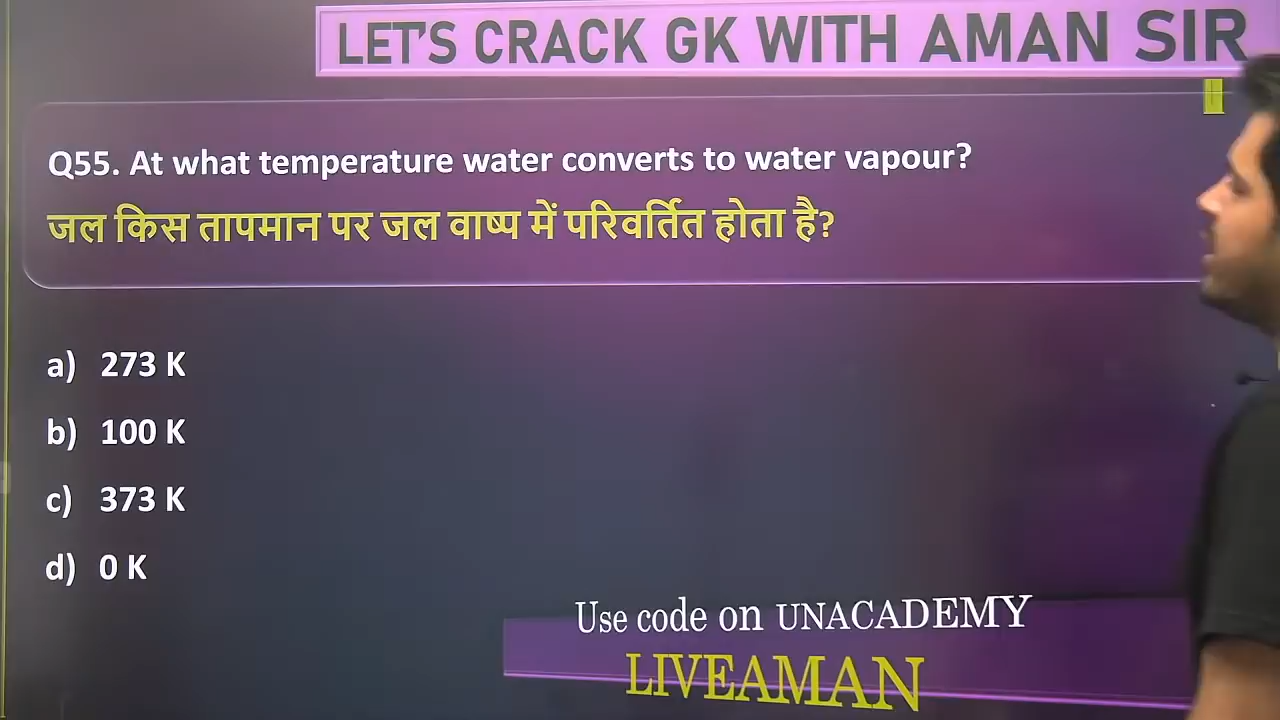 LET'S CRACK GK WITH AMAN SIR
Q55. At what temperature water converts to water vapour?
जल किस तापमान पर जल वाष्प में परिवर्तित होता है?
a) 273 K
b) 100 K
c) 373 K
d) 0 K
Use code on UNACADEMY
LIVEAMAN